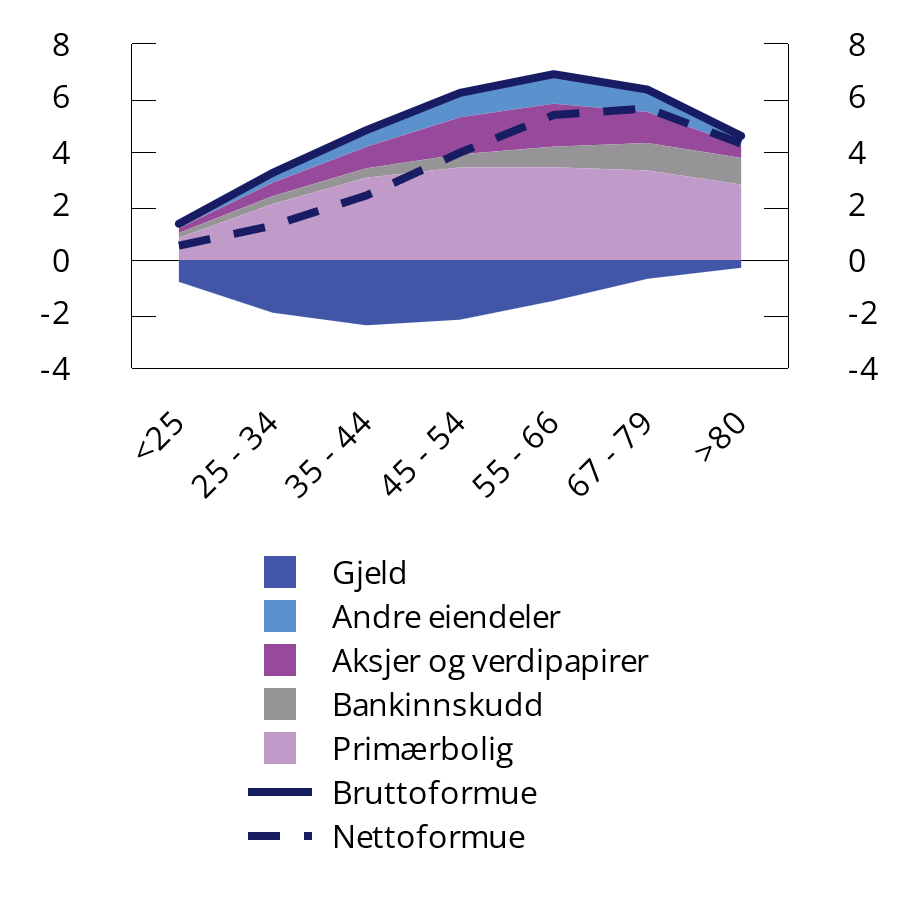 8 8
6 6
4 4
2 2
0 0
-2 -2
-4 -4
<25 25 - 34 35 - 44 45 - 54 55 - 66 67 - 79 >80
Gjeld
Andre eiendeler
Aksjer og verdipapirer
Bankinnskudd
Primærbolig
Bruttoformue
Nettoformue